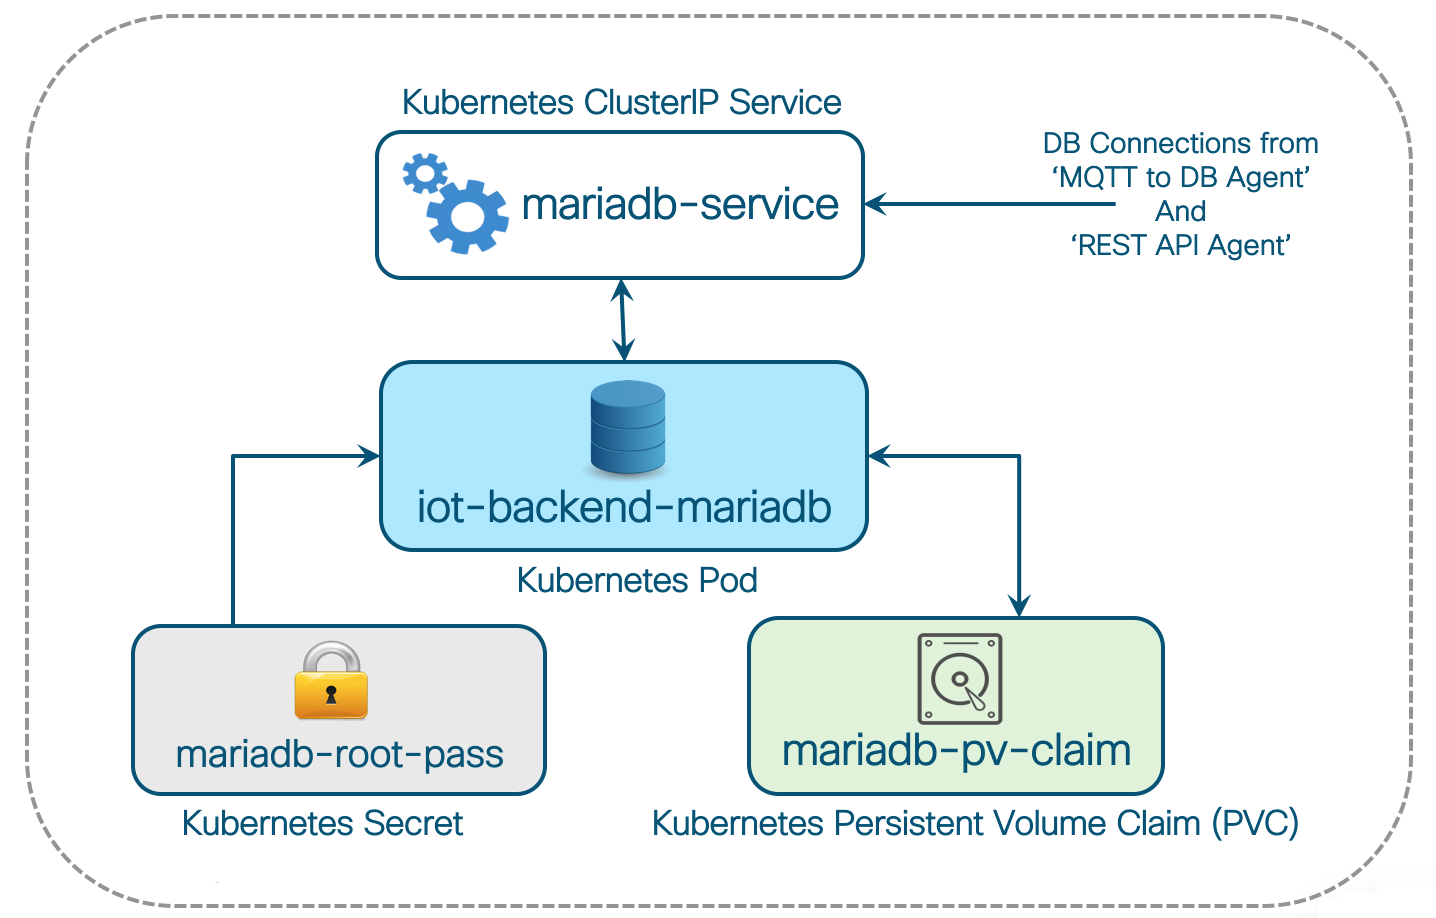 Kubernetes ClusterIP Service
mariadb-service
DB Connections from
‘MQTT to DB Agent’
And
‘REST API Agent’
iot-backend-mariadb
Kubernetes Pod
mariadb-root-pass
Kubernetes Secret
mariadb-pv-claim
Kubernetes Persistent Volume Claim (PVC)